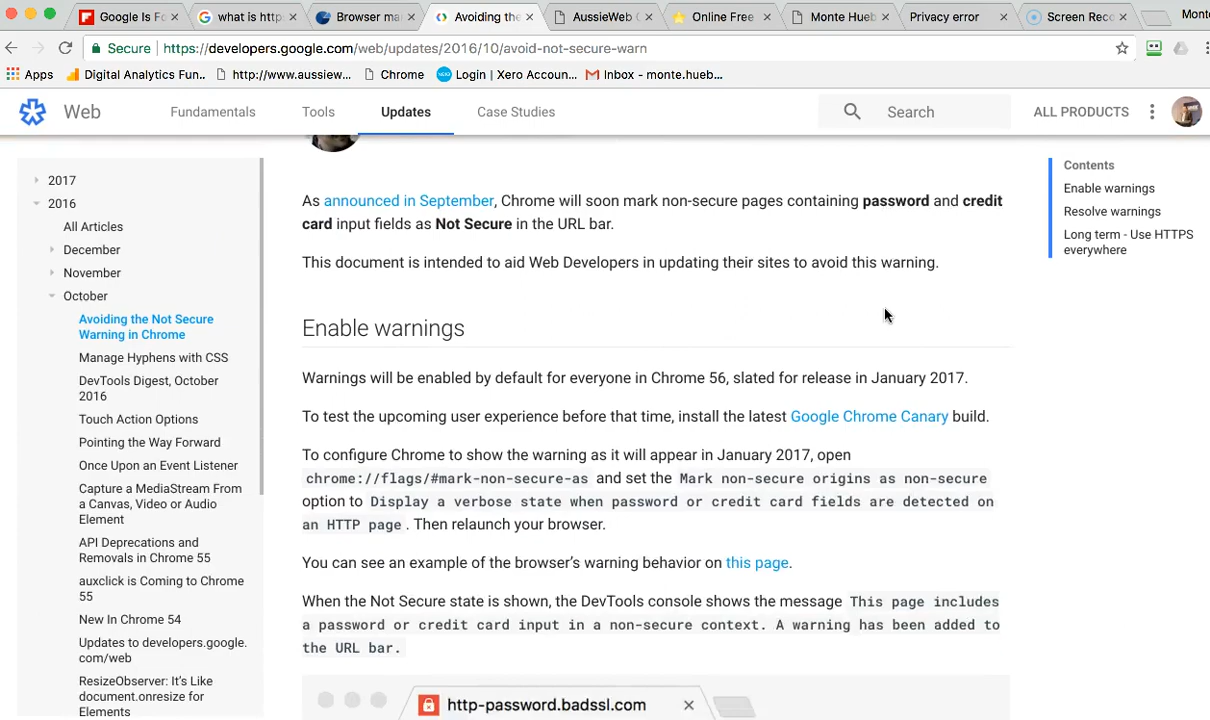 Google Is Fo
what is http
Browser ma
Avoiding the
AussieWeb C
Online Free
Monte Hueb
Privacy error
Screen Reco
Monte
Secure https://developers.google.com/web/updates/2016/10/avoid-not-secure-warn
Apps Digital Analytics Fun.. http://www.aussiew... Chrome Login | Xero Accoun... Inbox - monte.hueb...
Web Fundamentals Tools Updates Case Studies Search ALL PRODUCTS
2017
2016
All Articles
December
November
October
Avoiding the Not Secure
Warning in Chrome
Manage Hyphens with CSS
DevTools Digest, October
2016
Touch Action Options
Pointing the Way Forward
Once Upon an Event Listener
Capture a MediaStream From
a Canvas, Video or Audio
Element
API Deprecations and
Removals in Chrome 55
auxclick is Coming to Chrome
55
New In Chrome 54
Updates to developers.google.
com/web
ResizeObserver: It's Like
document.onresize for
Elements
As announced in September, Chrome will soon mark non-secure pages containing password and credit
card input fields as Not Secure in the URL bar.
This document is intended to aid Web Developers in updating their sites to avoid this warning.
Enable warnings
Warnings will be enabled by default for everyone in Chrome 56, slated for release in January 2017.
To test the upcoming user experience before that time, install the latest Google Chrome Canary build.
To configure Chrome to show the warning as it will appear in January 2017, open
chrome://flags/#mark-non-secure-as and set the Mark non-secure origins as non-secure
option to Display a verbose state when password or credit card fields are detected on
an HTTP page . Then relaunch your browser.
You can see an example of the browser's warning behavior on this page.
When the Not Secure state is shown, the DevTools console shows the message This page includes
a password or credit card input in a non-secure context. A warning has been added to
the URL bar.
http-password.badssl.com
Contents
Enable warnings
Resolve warnings
Long term - Use HTTPS
everywhere